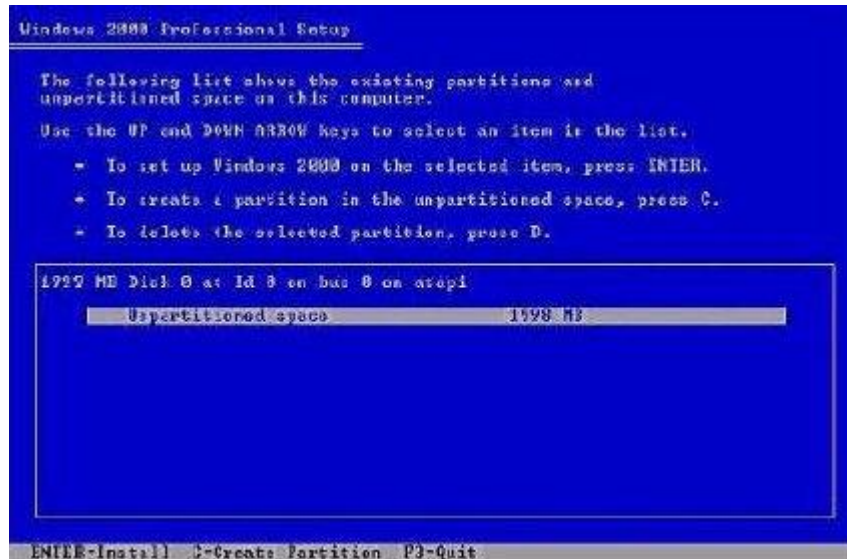 Windows 2000 Professional Setup
The following list shows the existing partitions and
unpartitioned space on this computer.
Use the UP and DOWN ARROW keys to select an item in the list.
• To set up Windows 2000 on the selected item, press ENTER.
• To create a partition in the unpartitioned space, press C.
• To delete the selected partition, press D.
1999 MB Disk 0 at Id 0 on bus 0 on atapi
Unpartitioned space 1998 MB
ENTER=Install C=Create Partition F3=Quit